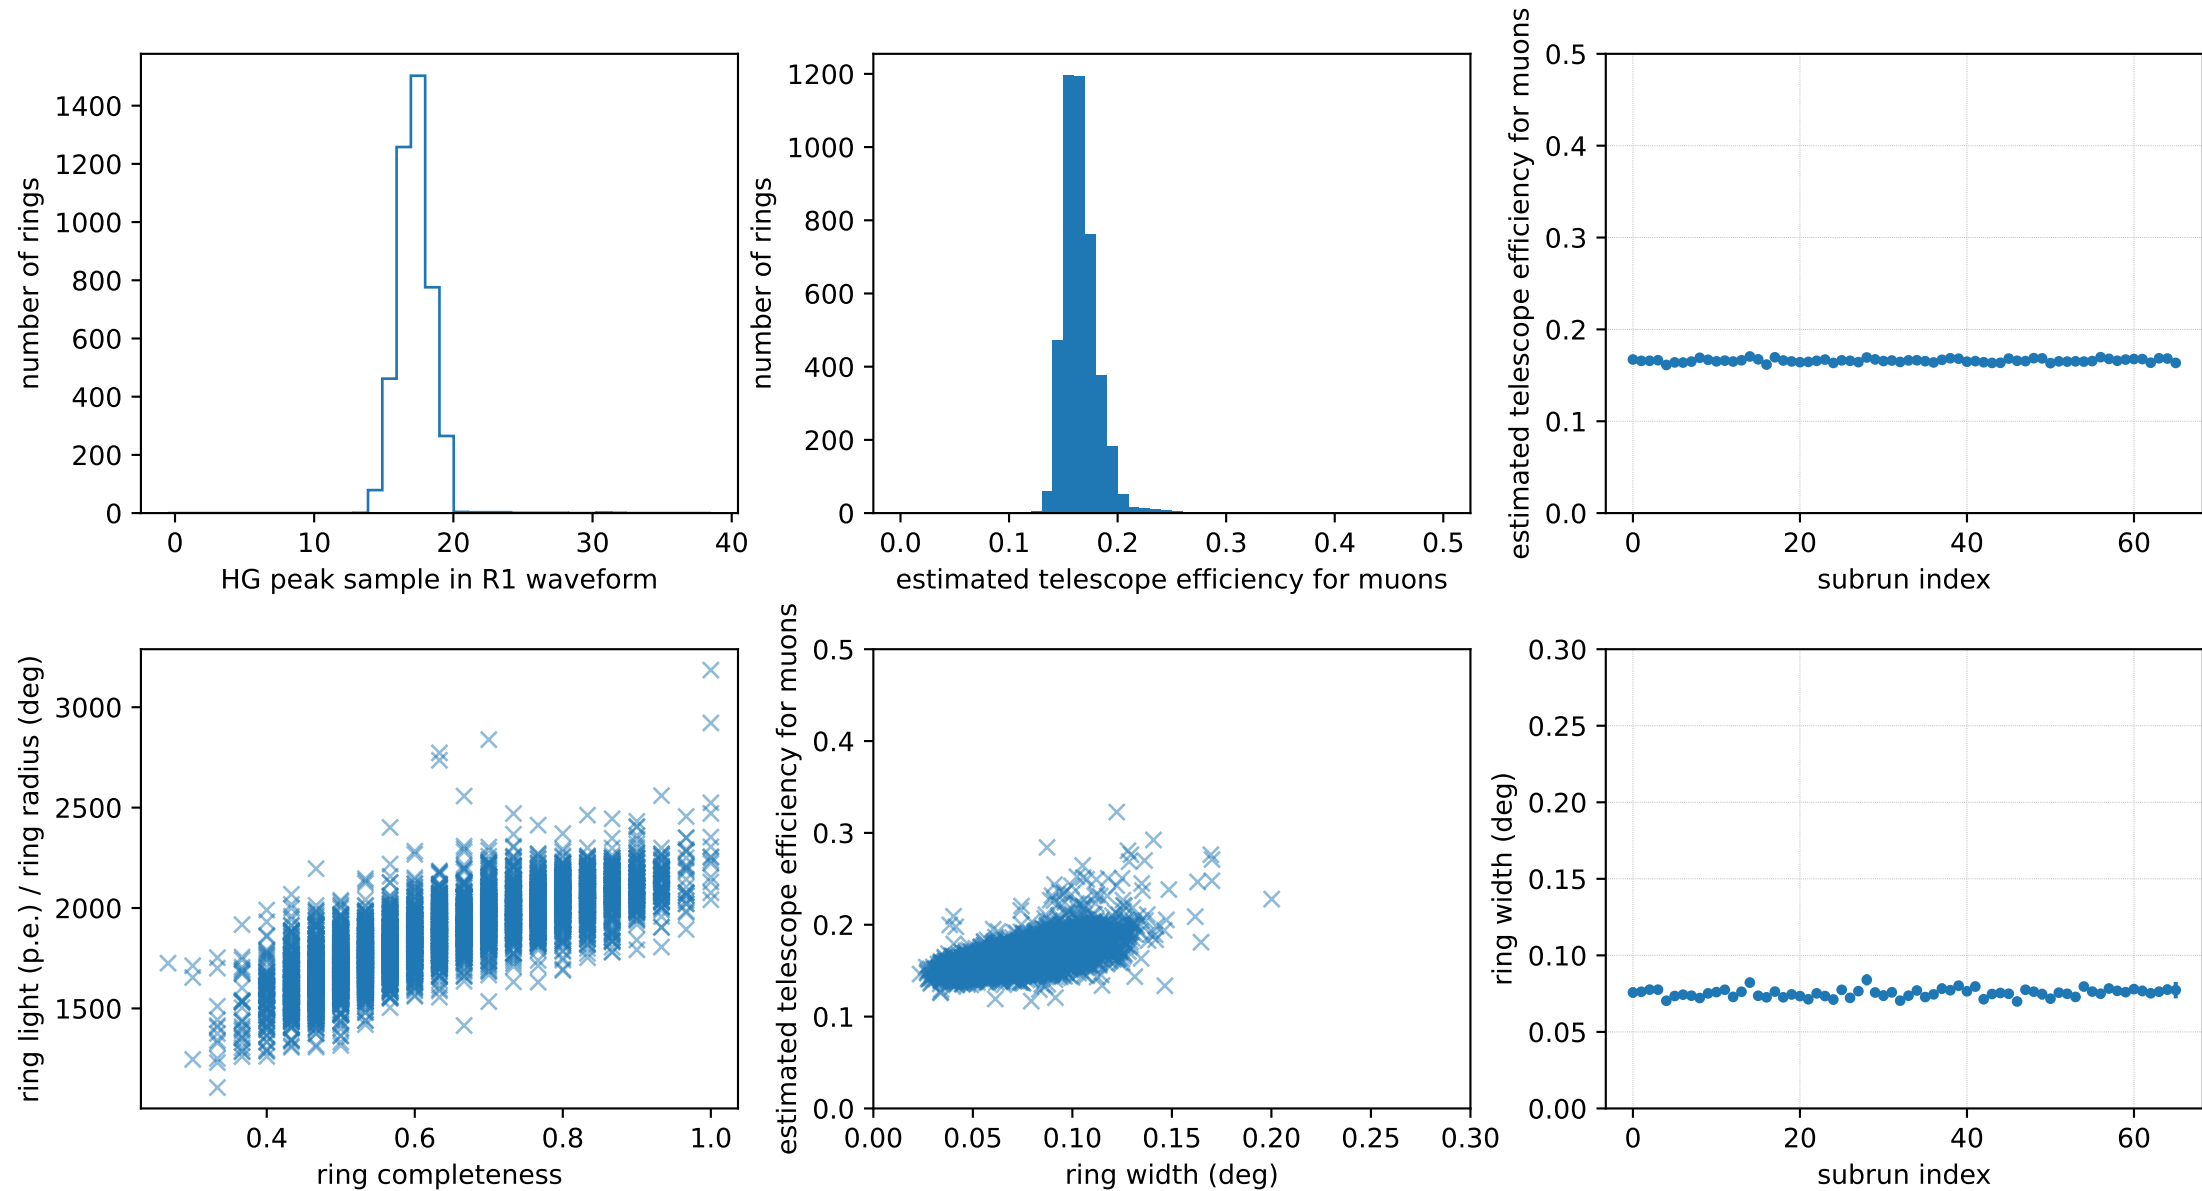 number of rings
1400
1200
1000
800
600
400
200
0
0 10 20 30 40
HG peak sample in R1 waveform
number of rings
1200
1000
800
600
400
200
0
0.0 0.1 0.2 0.3 0.4 0.5
estimated telescope efficiency for muons
estimated telescope efficiency for muons
0.5
0.4
0.3
0.2
0.1
0.0
0 20 40 60
subrun index
ring light (p.e.) / ring radius (deg)
3000
2500
2000
1500
0.4 0.6 0.8 1.0
ring completeness
estimated telescope efficiency for muons
0.5
0.4
0.3
0.2
0.1
0.0
0.00 0.05 0.10 0.15 0.20 0.25 0.30
ring width (deg)
ring width (deg)
0.30
0.25
0.20
0.15
0.10
0.05
0.00
0 20 40 60
subrun index